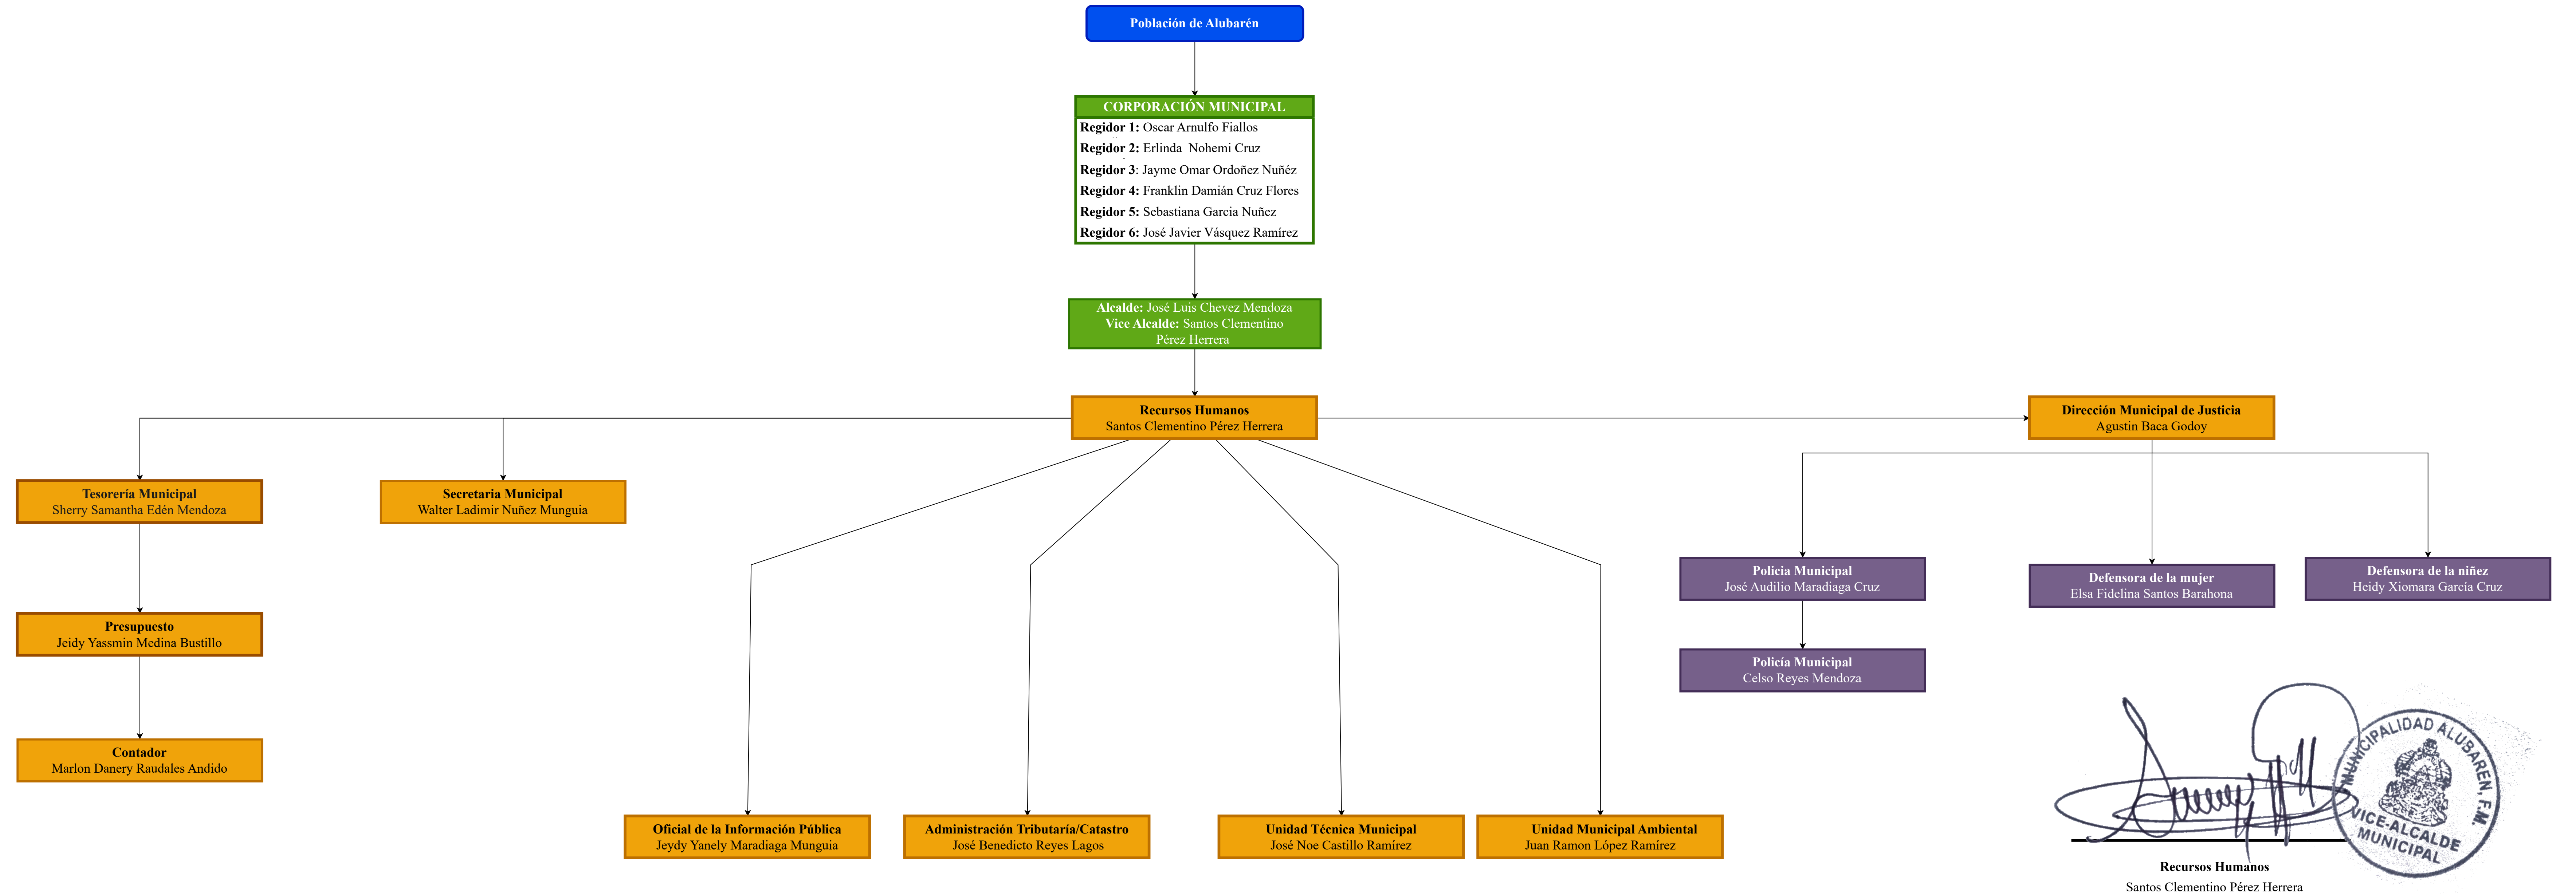 Población de Alubarén
CORPORACIÓN MUNICIPAL
Regidor 1: Oscar Arnulfo Fiallos
Regidor 2: Erlinda  Nohemi Cruz
Regidor 3: Jayme Omar Ordoñez Nuñéz
Regidor 4: Franklin Damián Cruz Flores
Regidor 5: Sebastiana Garcia Nuñez
Regidor 6: José Javier Vásquez Ramírez
Alcalde: José Luis Chevez Mendoza
Vice Alcalde: Santos Clementino
Pérez Herrera
Recursos Humanos
Santos Clementino Pérez Herrera
Dirección Municipal de Justicia
Agustin Baca Godoy
Tesorería Municipal
Sherry Samantha Edén Mendoza
Secretaria Municipal
Walter Ladimir Nuñez Munguia
Policia Municipal
José Audilio Maradiaga Cruz
Defensora de la mujer
Elsa Fidelina Santos Barahona
Defensora de la niñez
Heidy Xiomara García Cruz
Presupuesto
Jeidy Yassmin Medina Bustillo
Policía Municipal
Celso Reyes Mendoza
Contador
Marlon Danery Raudales Andido
Oficial de la Información Pública
Jeydy Yanely Maradiaga Munguia
Administración Tributaría/Catastro
José Benedicto Reyes Lagos
Unidad Técnica Municipal
José Noe Castillo Ramírez
Unidad Municipal Ambiental
Juan Ramon López Ramírez
MUNICIPALIDAD ALUBAREN, F.M.
VICE-ALCALDE
MUNICIPAL
Recursos Humanos
Santos Clementino Pérez Herrera